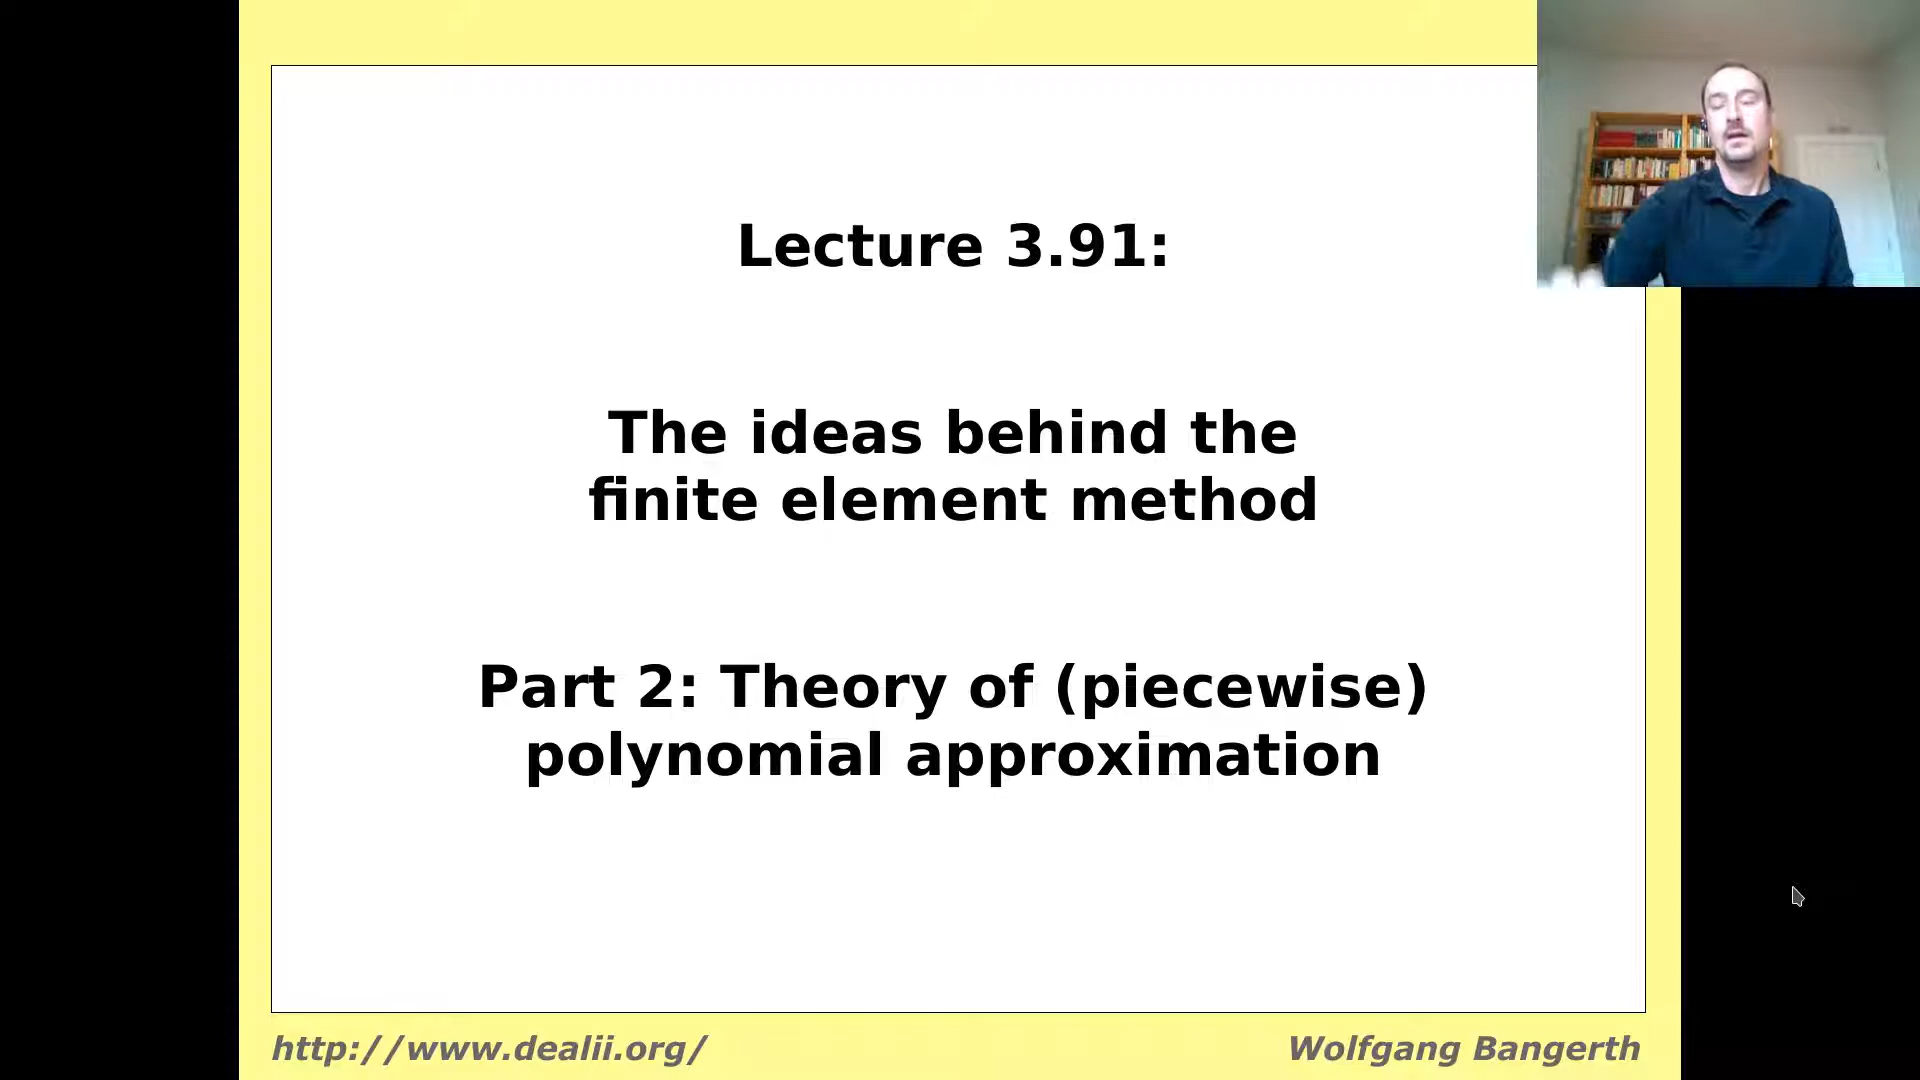 Lecture 3.91:
The ideas behind the
finite element method
Part 2: Theory of (piecewise)
polynomial approximation
http://www.dealii.org/
Wolfgang Bangerth